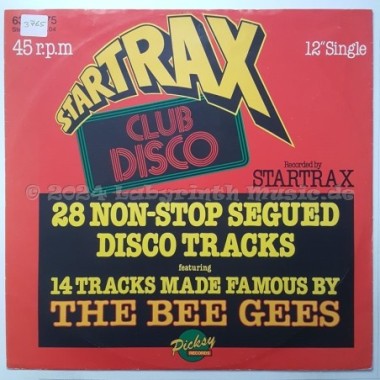 45 r.p.m
12" Single
STARTRAX
CLUB
DISCO
Recorded by
STARTRAX
© 2024 Labyrinth Music.de
28 NON-STOP SEGUED
DISCO TRACKS
featuring
14 TRACKS MADE FAMOUS BY
THE BEE GEES
Picksy
RECORDS